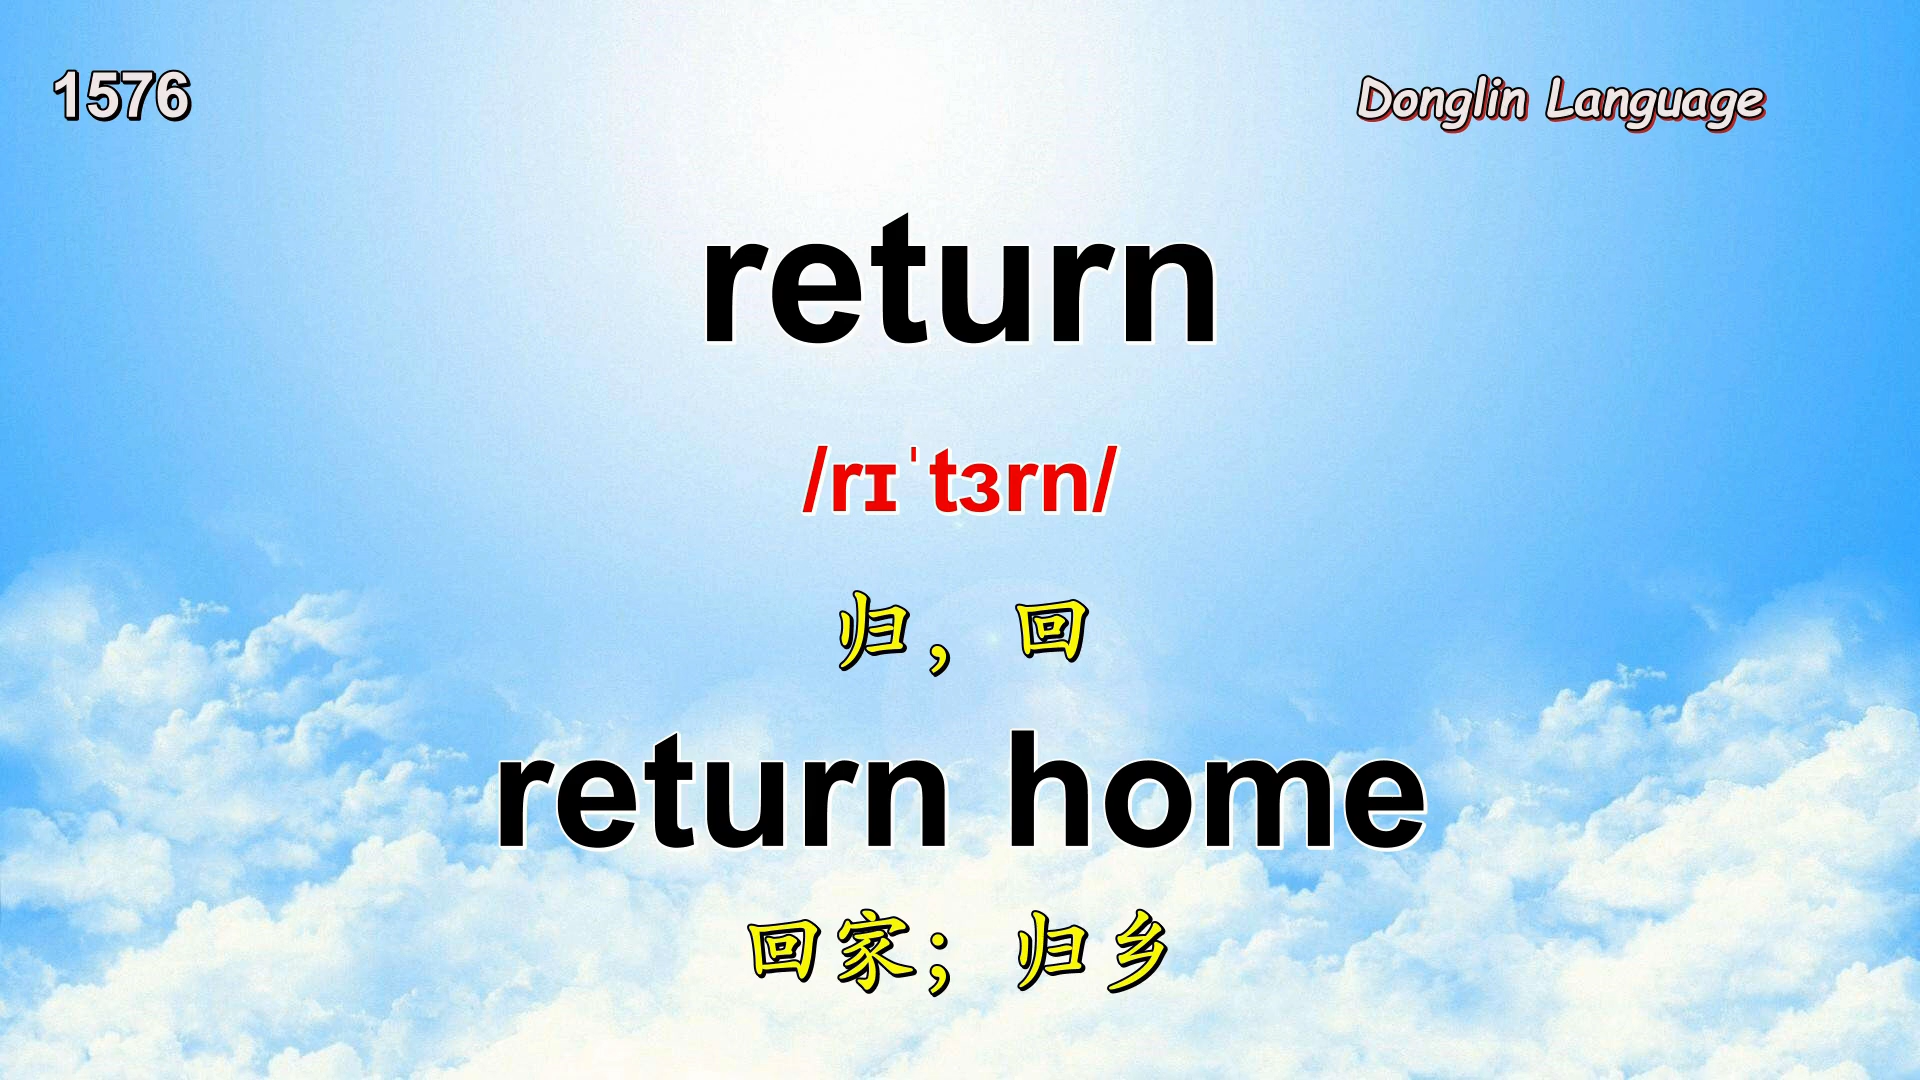 1576
Donglin Language
return
/rɪˈtɜrn/
归，回
return home
回家；归乡